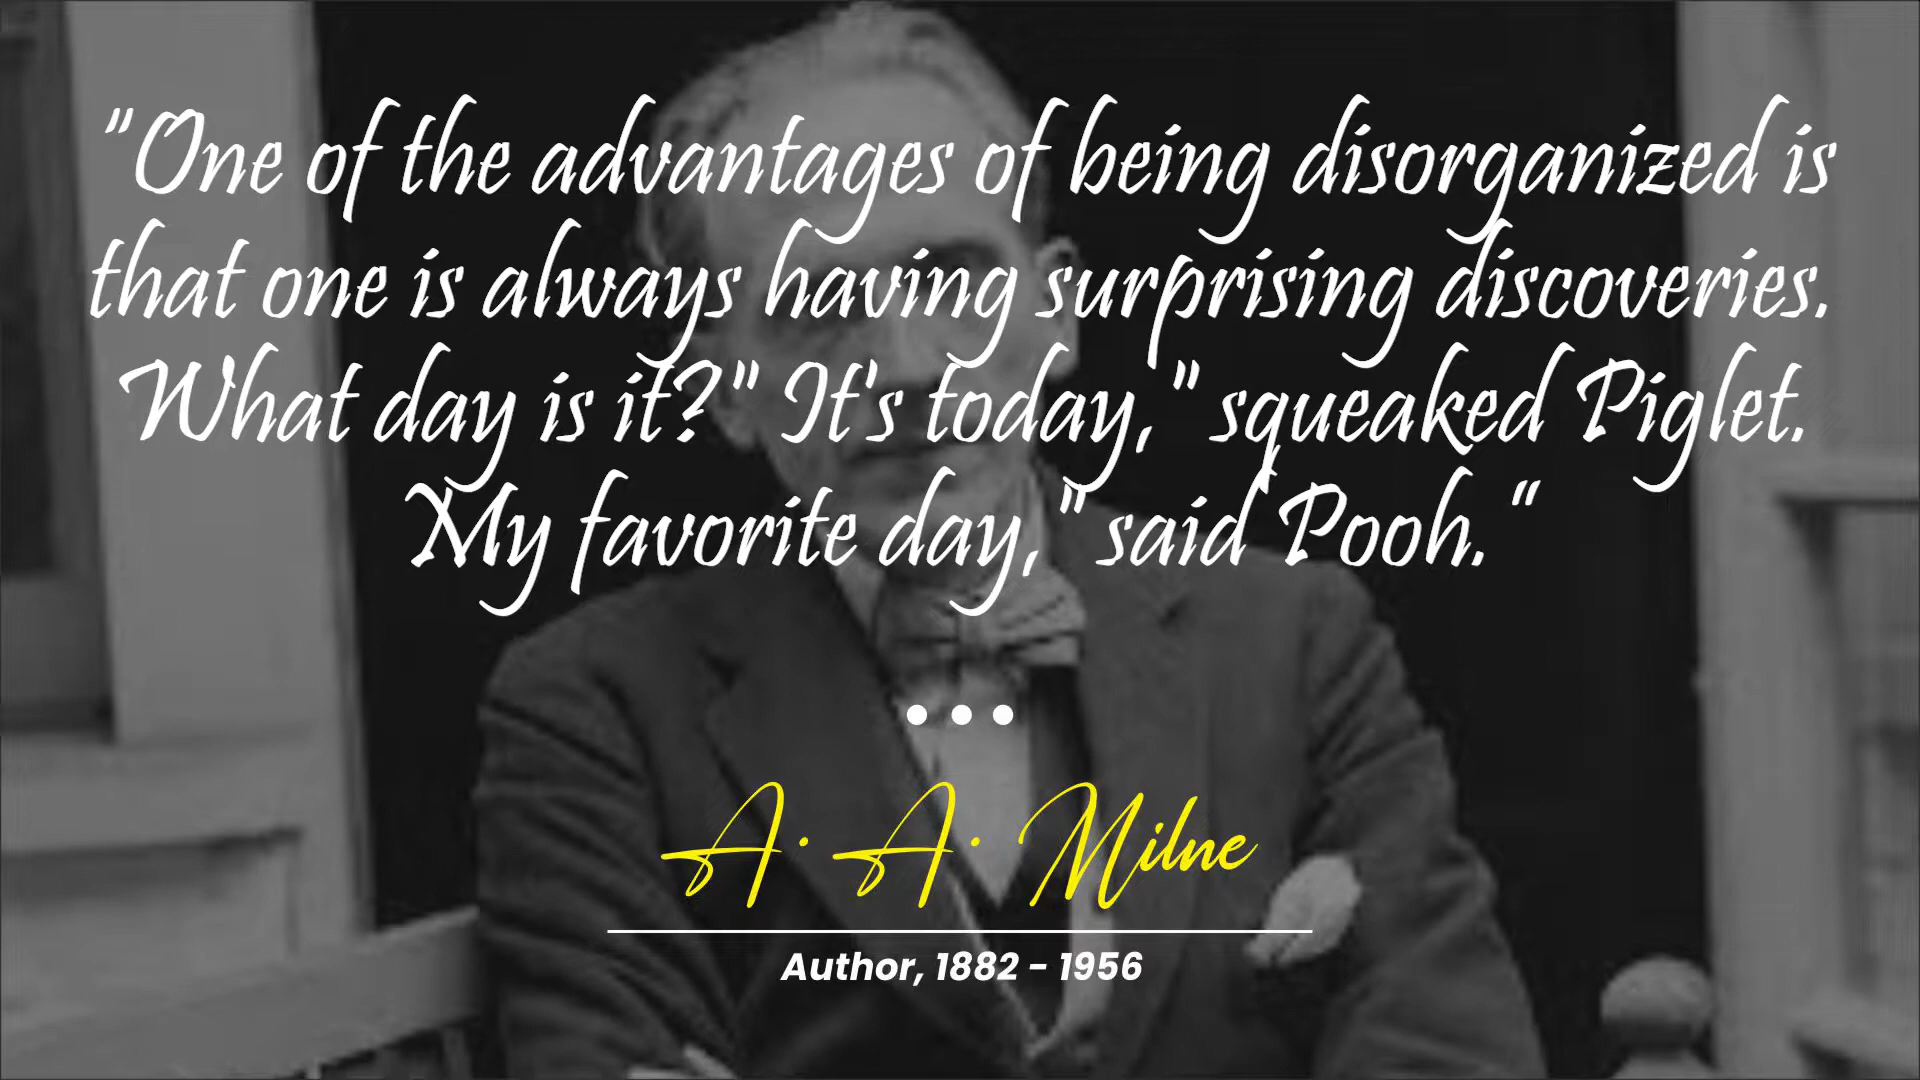 "One of the advantages of being disorganized is
that one is always having surprising discoveries.
What day is it?" It's today," squeaked Piglet.
My favorite day," said Pooh. "
A. A. Milne
Author, 1882 - 1956